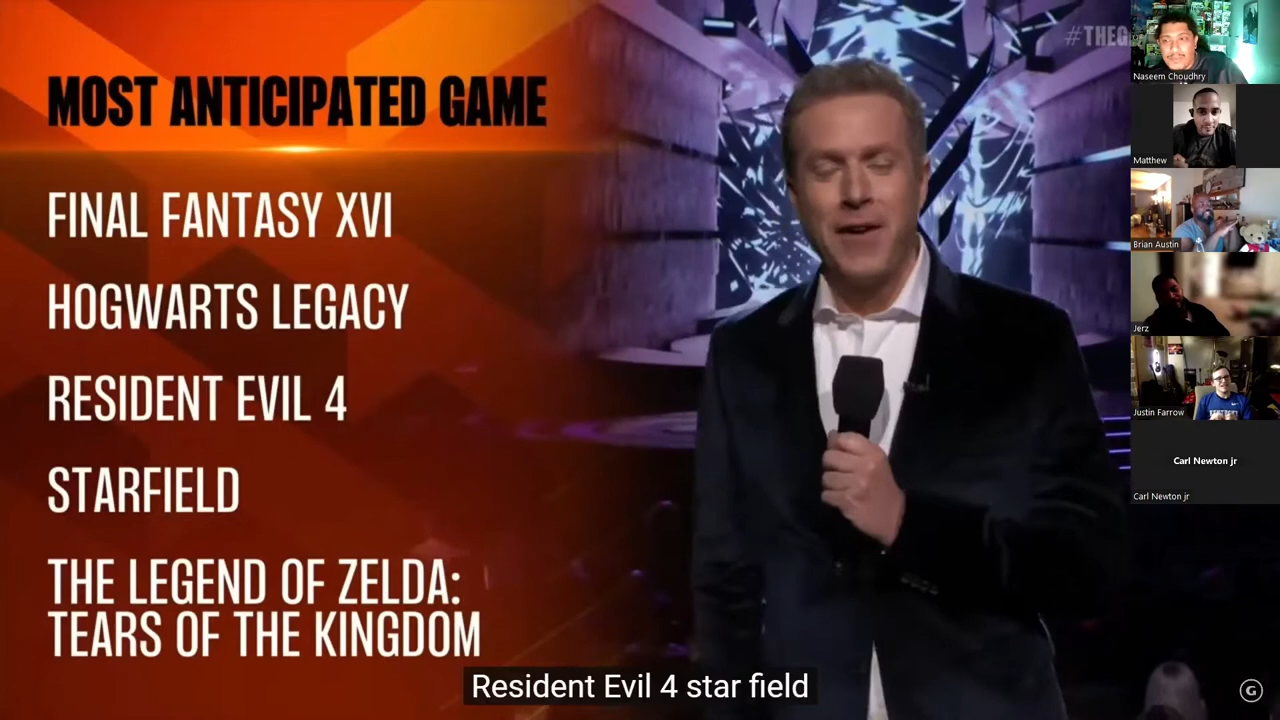 MOST ANTICIPATED GAME
FINAL FANTASY XVI
HOGWARTS LEGACY
RESIDENT EVIL 4
STARFIELD
THE LEGEND OF ZELDA:
TEARS OF THE KINGDOM
Resident Evil 4 star field
#THEG
Naseem Choudhry
Matthew
Brian Austin
Jerz
Justin Farrow
Carl Newton jr
Carl Newton jr
G